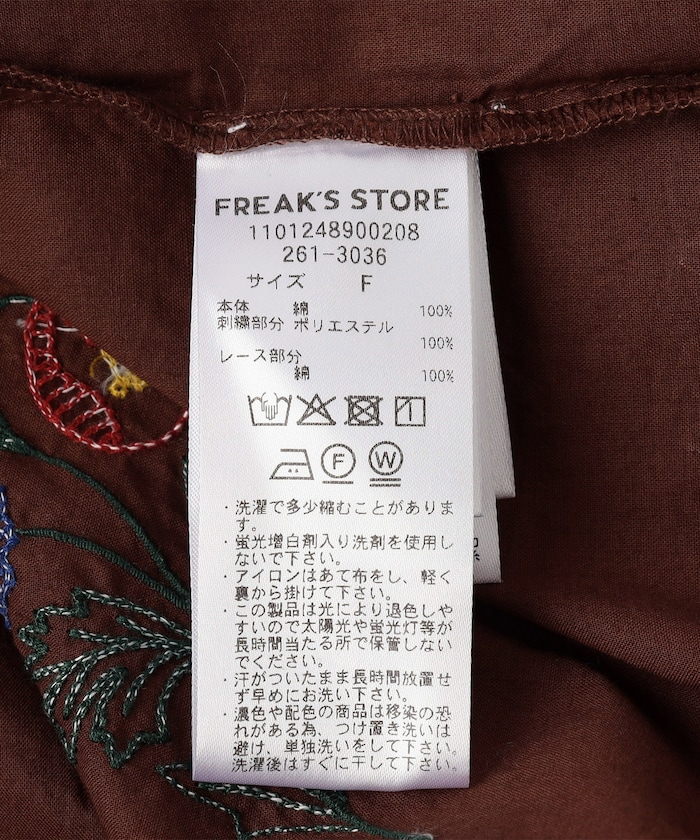 FREAK'S STORE
1101248900208
261-3036
サイズ F
本体 綿 100%
刺繍部分 ポリエステル
100%
レース部分
綿 100%
F W
・洗濯で多少縮むことがありま
す。
・蛍光増白剤入り洗剤を使用し
ないで下さい。
・アイロンはあて布をし、軽く
裏から掛けて下さい。
・この製品は光により退色しや
すいので太陽光や蛍光灯等が
長時間当たる所で保管しない
でください。
・汗がついたまま長時間放置せ
ず早めにお洗い下さい。
・濃色や配色の商品は移染の恐
れがある為、つけ置き洗いは
避け、単独洗いをして下さい。
洗濯後はすぐに干して下さい。